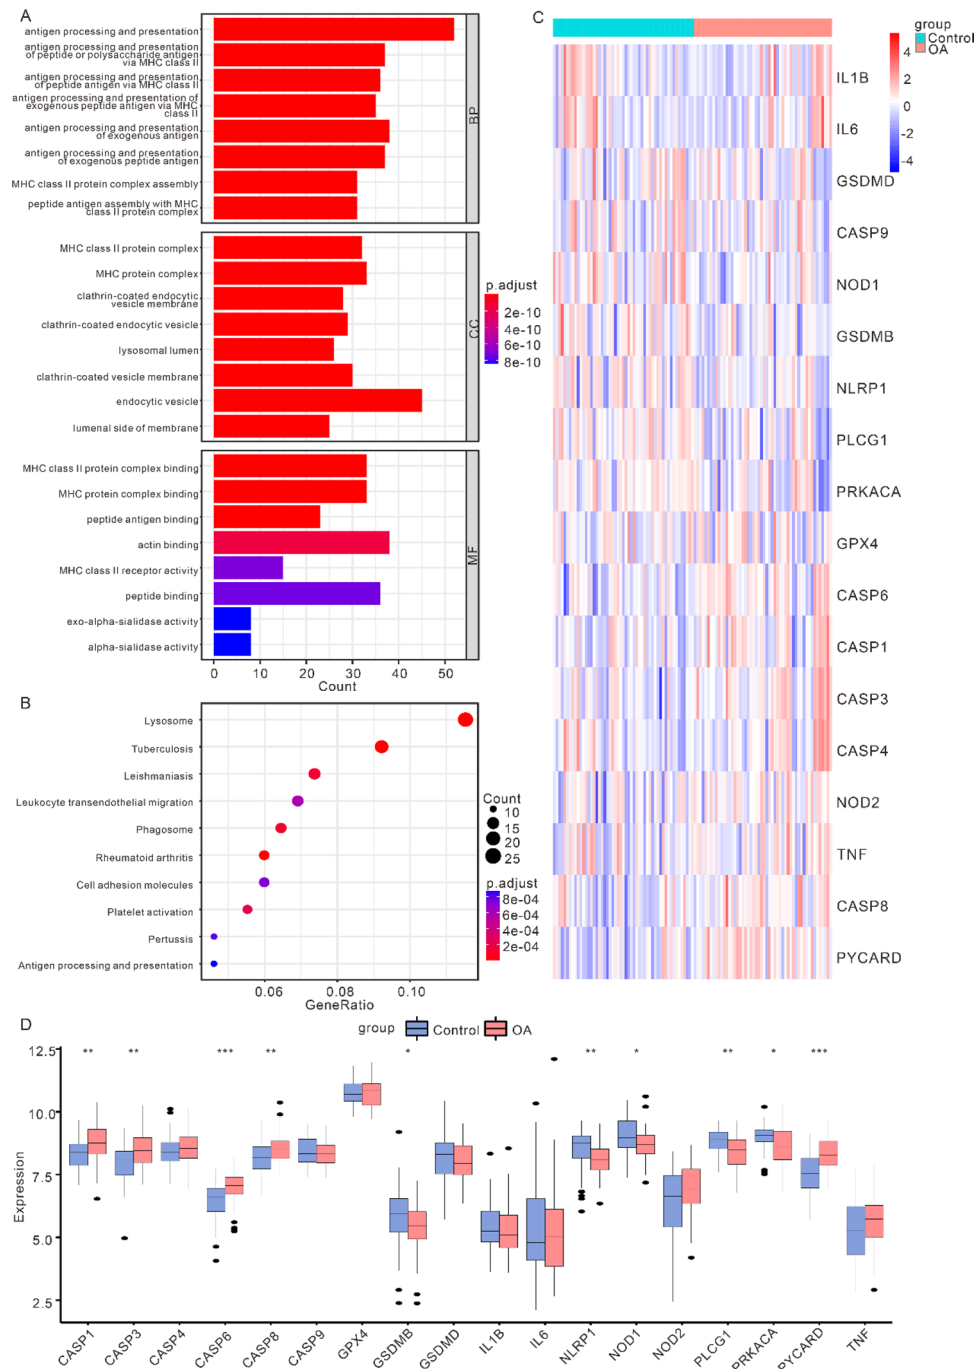 A
antigen processing and presentation
antigen processing and presentation
of peptide or polysaccharide antigen
via MHC class II
antigen processing and presentation
of peptide antigen via MHC class II
antigen processing and presentation of
exogenous peptide antigen via MHC
class II
antigen processing and presentation
of exogenous antigen
antigen processing and presentation
of exogenous peptide antigen
MHC class II protein complex assembly
peptide antigen assembly with MHC
class II protein complex
BP
MHC class II protein complex
MHC protein complex
clathrin-coated endocytic
vesicle membrane
clathrin-coated endocytic vesicle
lysosomal lumen
clathrin-coated vesicle membrane
endocytic vesicle
lumenal side of membrane
CC
MHC class II protein complex binding
MHC protein complex binding
peptide antigen binding
actin binding
MHC class II receptor activity
peptide binding
exo-alpha-sialidase activity
alpha-sialidase activity
MF
0 10 20 30 40 50
Count
p.adjust
2e-10
4e-10
6e-10
8e-10
B
Lysosome
Tuberculosis
Leishmaniasis
Leukocyte transendothelial migration
Phagosome
Rheumatoid arthritis
Cell adhesion molecules
Platelet activation
Pertussis
Antigen processing and presentation
0.06 0.08 0.10
GeneRatio
Count
10
15
20
25
p.adjust
8e-04
6e-04
4e-04
2e-04
C
group
Control
OA
4
2
0
-2
-4
IL1B
IL6
GSDMD
CASP9
NOD1
GSDMB
NLRP1
PLCG1
PRKACA
GPX4
CASP6
CASP1
CASP3
CASP4
NOD2
TNF
CASP8
PYCARD
D
group Control OA
** ** *** ** * ** * ** * ***
Expression
12.5
10.0
7.5
5.0
2.5
CASP1 CASP3 CASP4 CASP6 CASP8 CASP9 GPX4 GSDMB GSDMD IL1B IL6 NLRP1 NOD1 NOD2 PLCG1 PRKACA PYCARD TNF